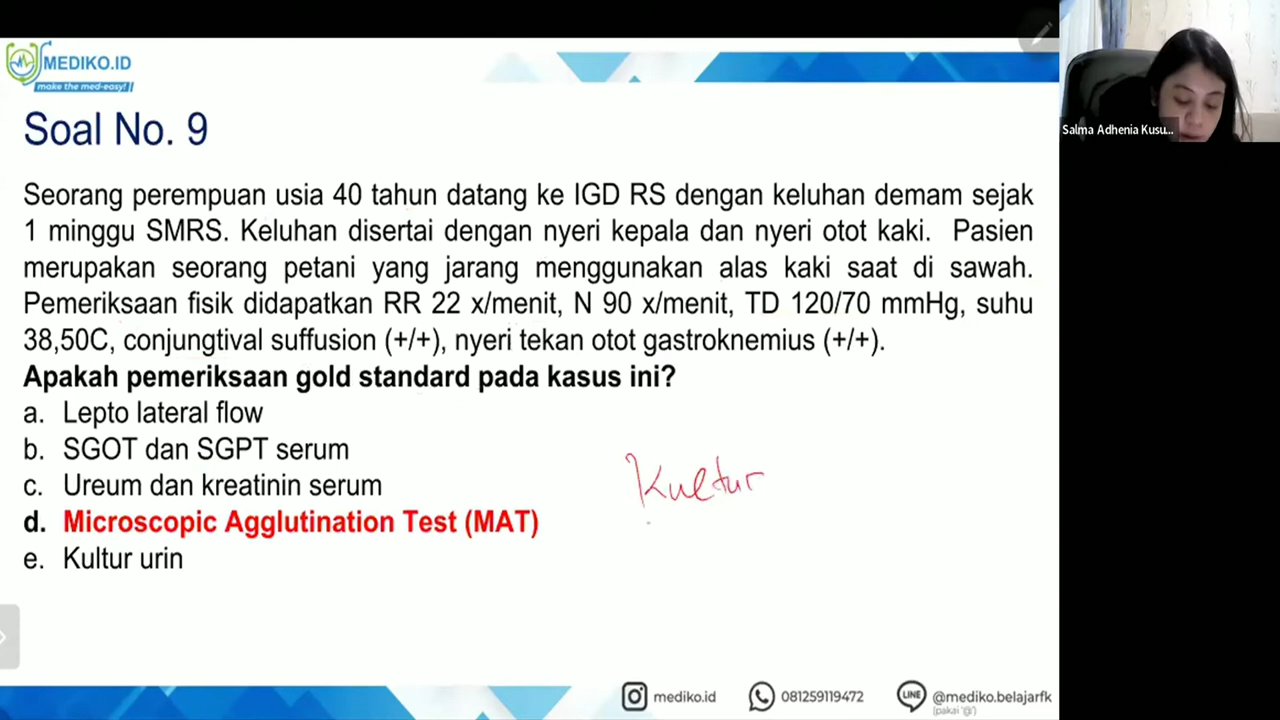 MEDIKO.ID
make the med-easy!
Soal No. 9
Seorang perempuan usia 40 tahun datang ke IGD RS dengan keluhan demam sejak
1 minggu SMRS. Keluhan disertai dengan nyeri kepala dan nyeri otot kaki. Pasien
merupakan seorang petani yang jarang menggunakan alas kaki saat di sawah.
Pemeriksaan fisik didapatkan RR 22 x/menit, N 90 x/menit, TD 120/70 mmHg, suhu
38,50C, conjungtival suffusion (+/+), nyeri tekan otot gastroknemius (+/+).
Apakah pemeriksaan gold standard pada kasus ini?
a. Lepto lateral flow
b. SGOT dan SGPT serum
c. Ureum dan kreatinin serum
d. Microscopic Agglutination Test (MAT)
e. Kultur urin
Kultur
Salma Adhenia Kusu...
mediko.id
081259119472
LINE
@mediko.belajarfk
(pakai '@')